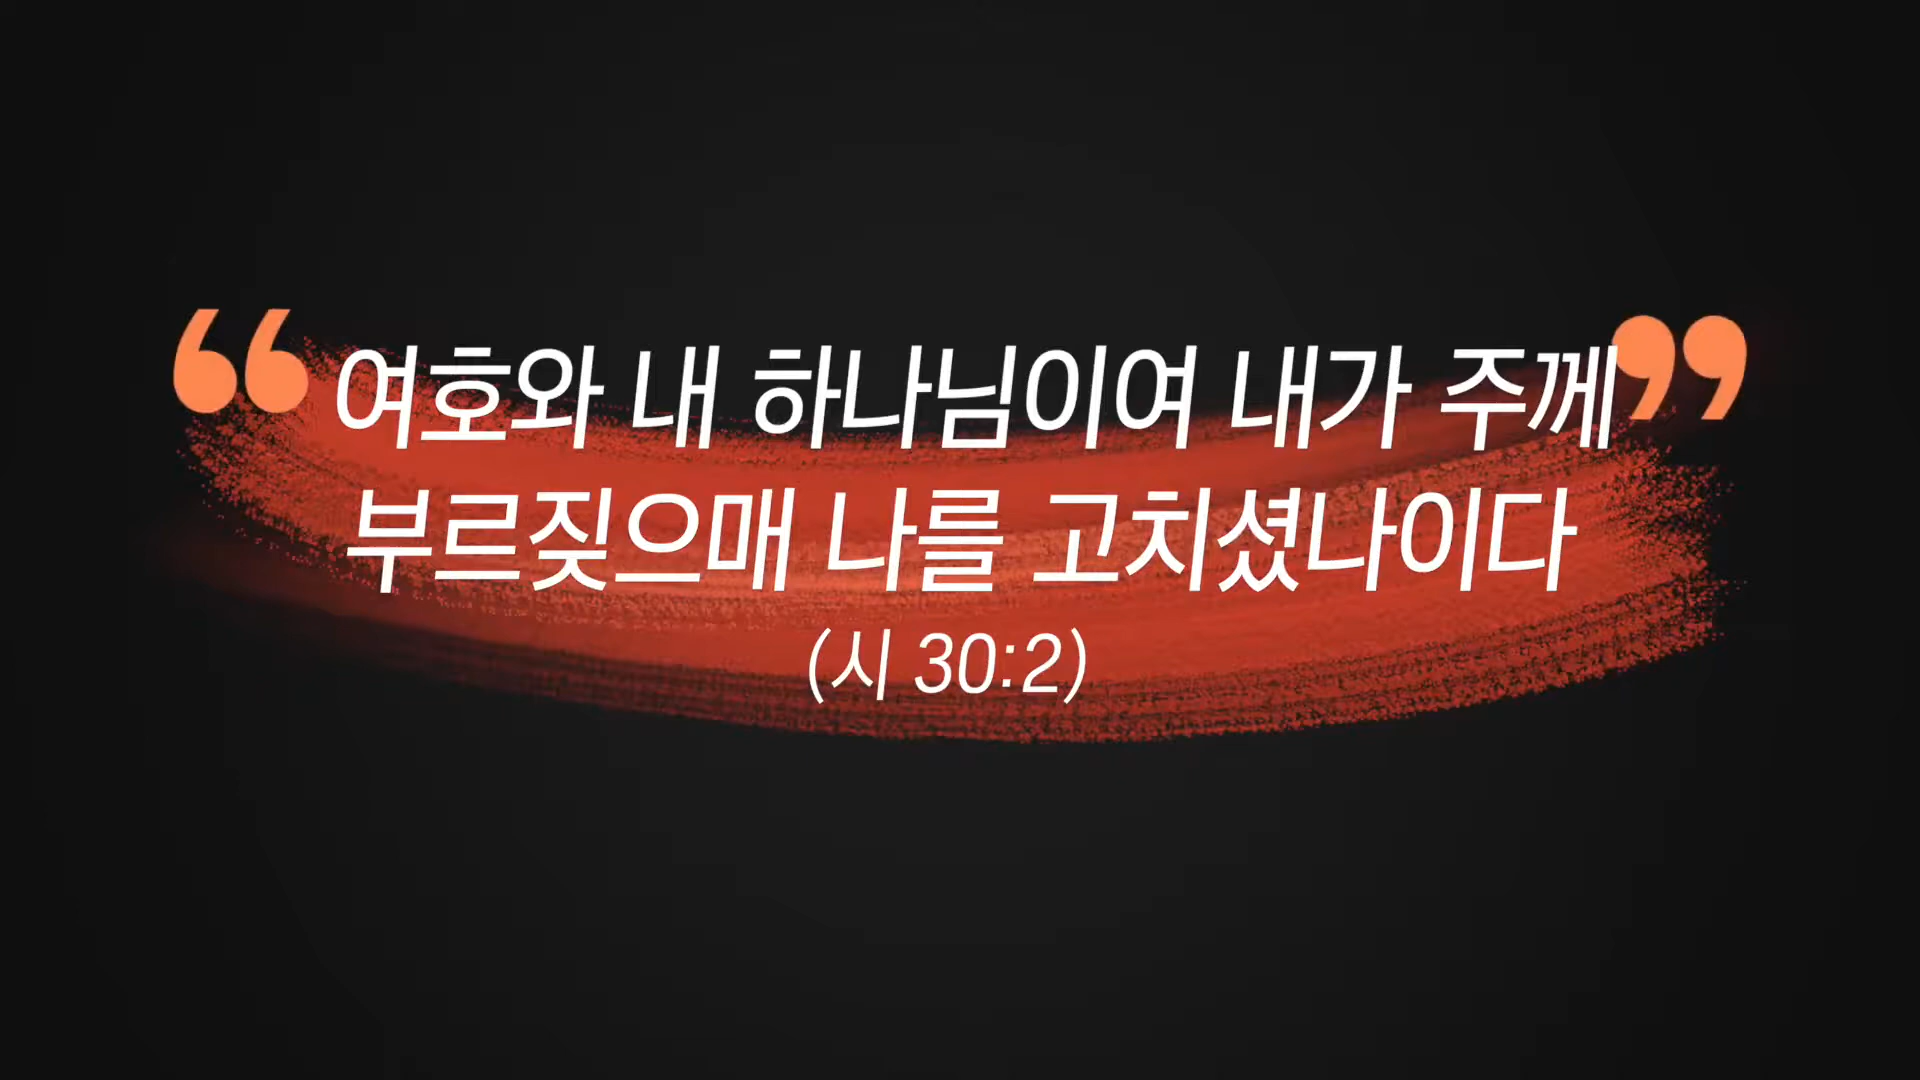 “여호와 내 하나님이여 내가 주께”
부르짖으매 나를 고치셨나이다
(시 30:2)